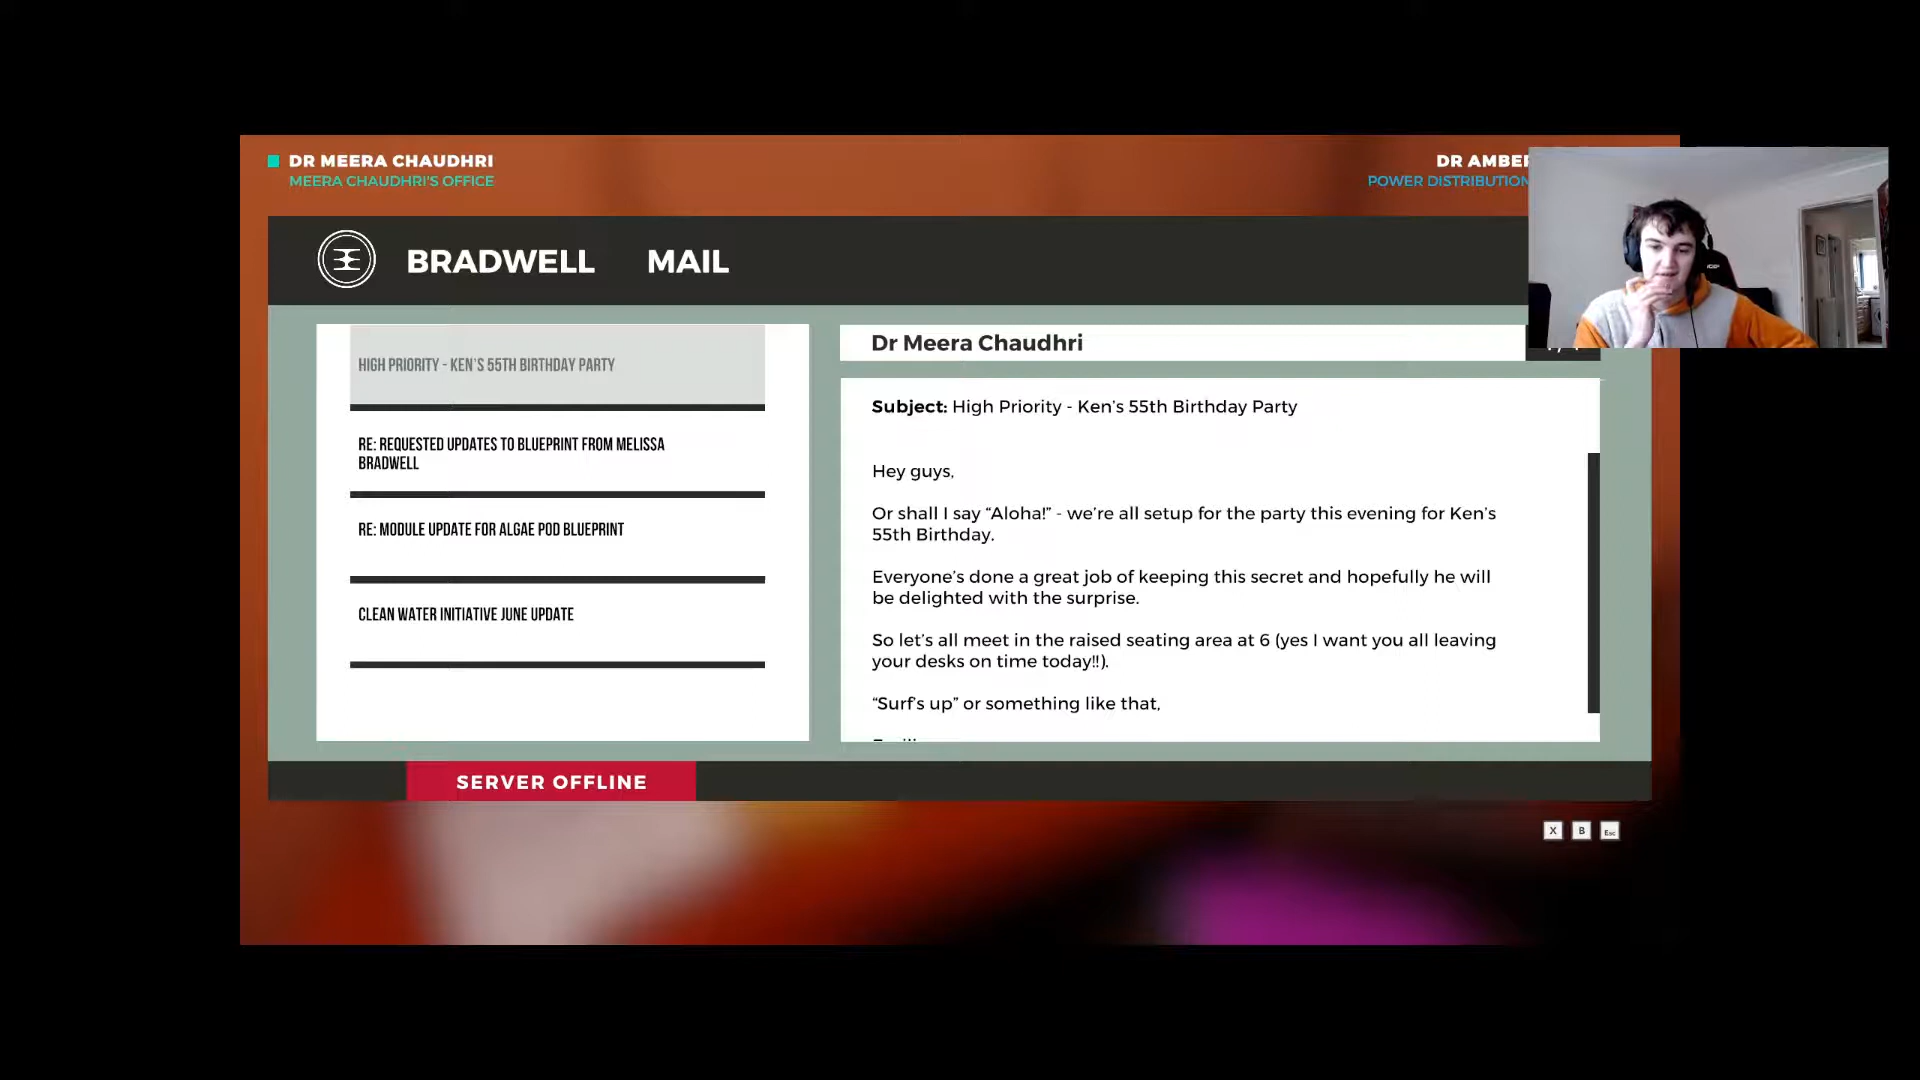 DR MEERA CHAUDHRI
MEERA CHAUDHRI'S OFFICE
DR AMBER
POWER DISTRIBUTION
BRADWELL MAIL
HIGH PRIORITY - KEN'S 55TH BIRTHDAY PARTY
RE: REQUESTED UPDATES TO BLUEPRINT FROM MELISSA
BRADWELL
RE: MODULE UPDATE FOR ALGAE POD BLUEPRINT
CLEAN WATER INITIATIVE JUNE UPDATE
Dr Meera Chaudhri
Subject: High Priority - Ken's 55th Birthday Party
Hey guys,
Or shall I say “Aloha!” - we're all setup for the party this evening for Ken's
55th Birthday.
Everyone's done a great job of keeping this secret and hopefully he will
be delighted with the surprise.
So let's all meet in the raised seating area at 6 (yes I want you all leaving
your desks on time today!!).
“Surf's up” or something like that,
SERVER OFFLINE
X B Esc